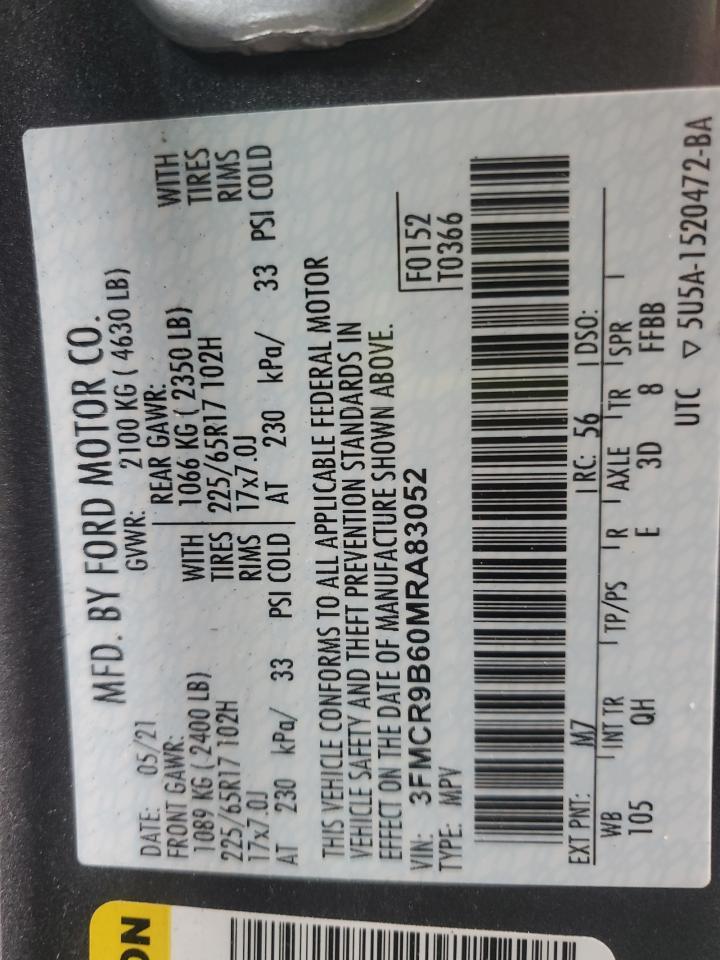 MFD. BY FORD MOTOR CO.
DATE: 05/21 GVWR: 2100 KG ( 4630 LB)
FRONT GAWR: REAR GAWR:
1089 KG ( 2400 LB) WITH 1066 KG ( 2350 LB) WITH
225/65R17 102H TIRES 225/65R17 102H TIRES
17x7.0J RIMS 17x7.0J RIMS
AT 230 kPa/ 33 PSI COLD AT 230 kPa/ 33 PSI COLD
THIS VEHICLE CONFORMS TO ALL APPLICABLE FEDERAL MOTOR
VEHICLE SAFETY AND THEFT PREVENTION STANDARDS IN
EFFECT ON THE DATE OF MANUFACTURE SHOWN ABOVE.
VIN: 3FMCR9B60MRA83052 F0152
TYPE: MPV T0366
EXT PNT: M7 RC: 56 DSO:
WB INT TR TP/PS R AXLE TR SPR
105 QH E 3D 8 FFBB
UTC ▽ 5U5A-1520472-BA